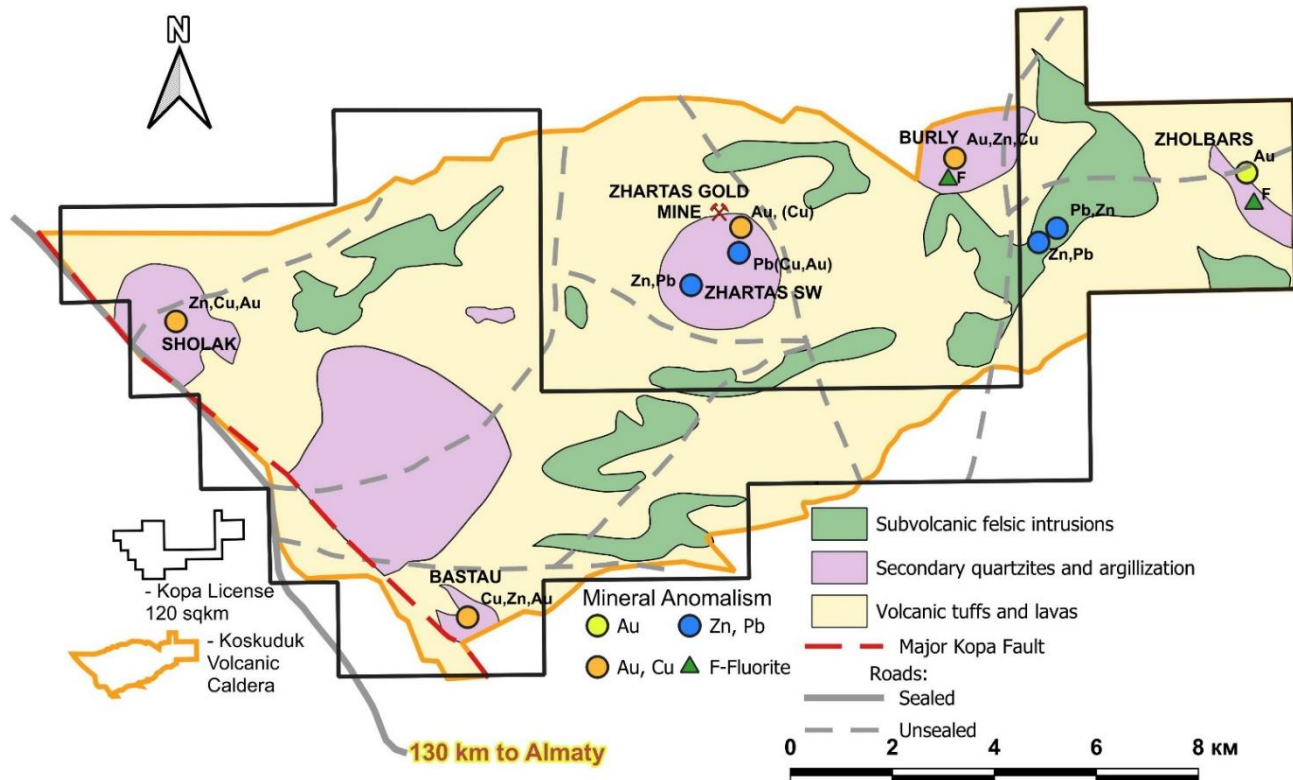 N
BURLY
Au,Zn,Cu
F
ZHOLBARS
Au
F
ZHARTAS GOLD
MINE
Au, (Cu)
Pb,Zn
Zn,Pb
Pb(Cu,Au)
Zn,Pb
ZHARTAS SW
Zn,Cu,Au
SHOLAK
BASTAU
Cu,Zn,Au
- Kopa License
120 sqkm
- Koskuduk
Volcanic
Caldera
Mineral Anomalism
Au
Zn, Pb
Au, Cu
F-Fluorite
Subvolcanic felsic intrusions
Secondary quartzites and argillization
Volcanic tuffs and lavas
Major Kopa Fault
Roads:
Sealed
Unsealed
130 km to Almaty
0 2 4 6 8 км